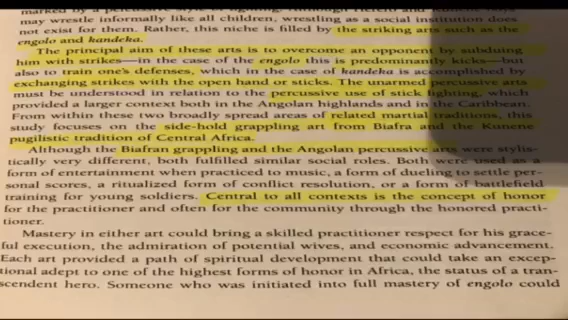 may wrestle informally like all children, wrestling as a social institution does
not exist for them. Rather, this niche is filled by the striking arts such as the
engolo and kandeka.
The principal aim of these arts is to overcome an opponent by subduing
him with strikes—in the case of the engolo this is predominantly kicks—but
also to train one's defenses, which in the case of kandeka is accomplished by
exchanging strikes with the open hand or sticks. The unarmed percussive arts
must be understood in relation to the percussive use of stick fighting, which
provided a larger context both in the Angolan highlands and in the Caribbean.
From within these two broadly spread areas of related martial traditions, this
study focuses on the side-hold grappling art from Biafra and the Kunene
pugilistic tradition of Central Africa.
Although the Biafran grappling and the Angolan percussive arts were stylis-
tically very different, both fulfilled similar social roles. Both were used as a
form of entertainment when practiced to music, a form of dueling to settle per-
sonal scores, a ritualized form of conflict resolution, or a form of battlefield
training for young soldiers. Central to all contexts is the concept of honor
for the practitioner and often for the community through the honored practi-
tioner.
Mastery in either art could bring a skilled practitioner respect for his grace-
ful execution, the admiration of potential wives, and economic advancement.
Each art provided a path of spiritual development that could take an excep-
tional adept to one of the highest forms of honor in Africa, the status of a tran-
scendent hero. Someone who was initiated into full mastery of engolo could